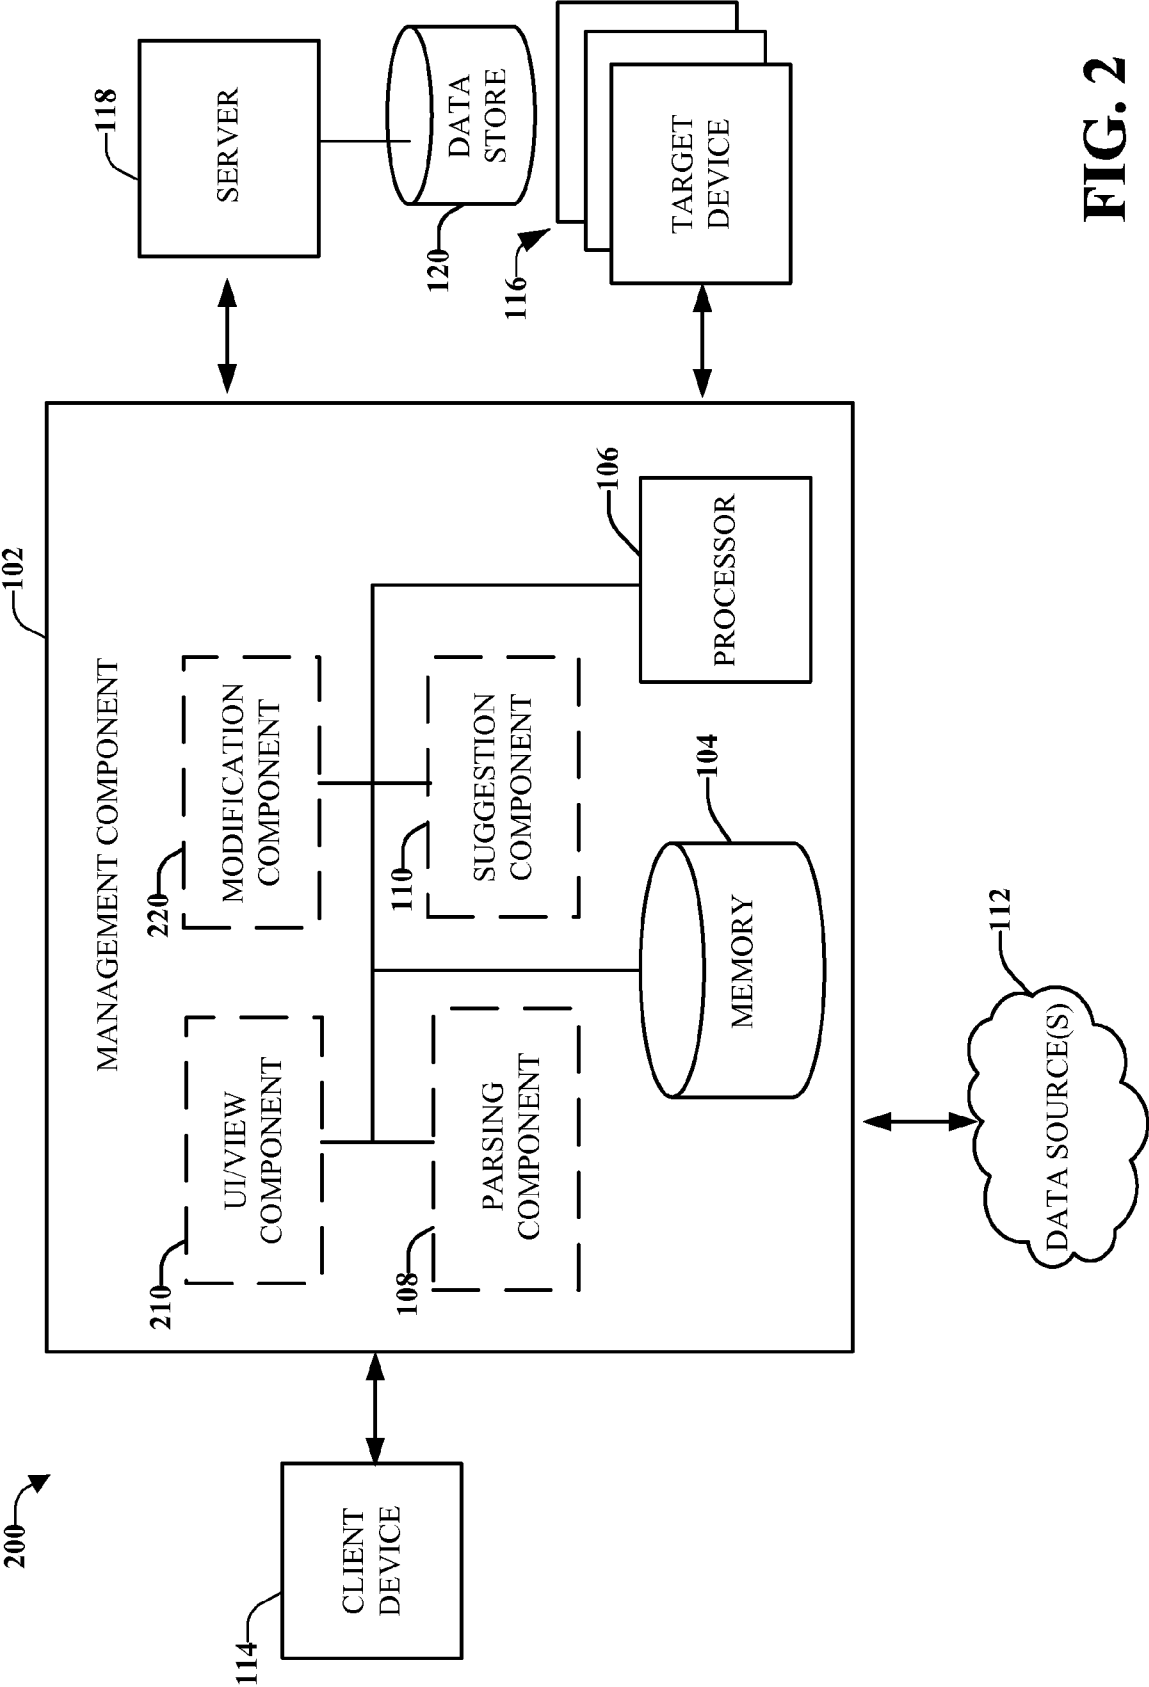 200
102
MANAGEMENT COMPONENT
114
CLIENT
DEVICE
210
UI/VIEW
COMPONENT
220
MODIFICATION
COMPONENT
108
PARSING
COMPONENT
110
SUGGESTION
COMPONENT
MEMORY
104
PROCESSOR
106
118
SERVER
120
DATA
STORE
116
TARGET
DEVICE
DATA SOURCE(S)
112
FIG. 2